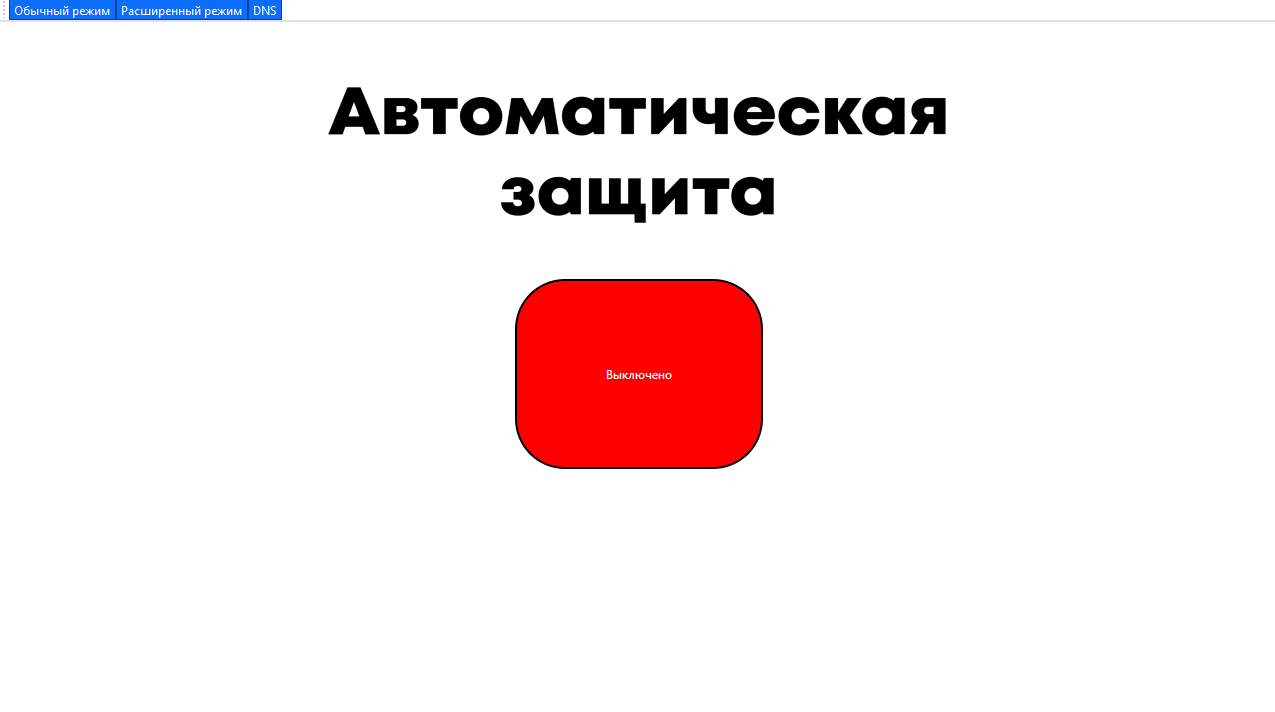 Обычный режим Расширенный режим DNS
Автоматическая
защита
Выключено